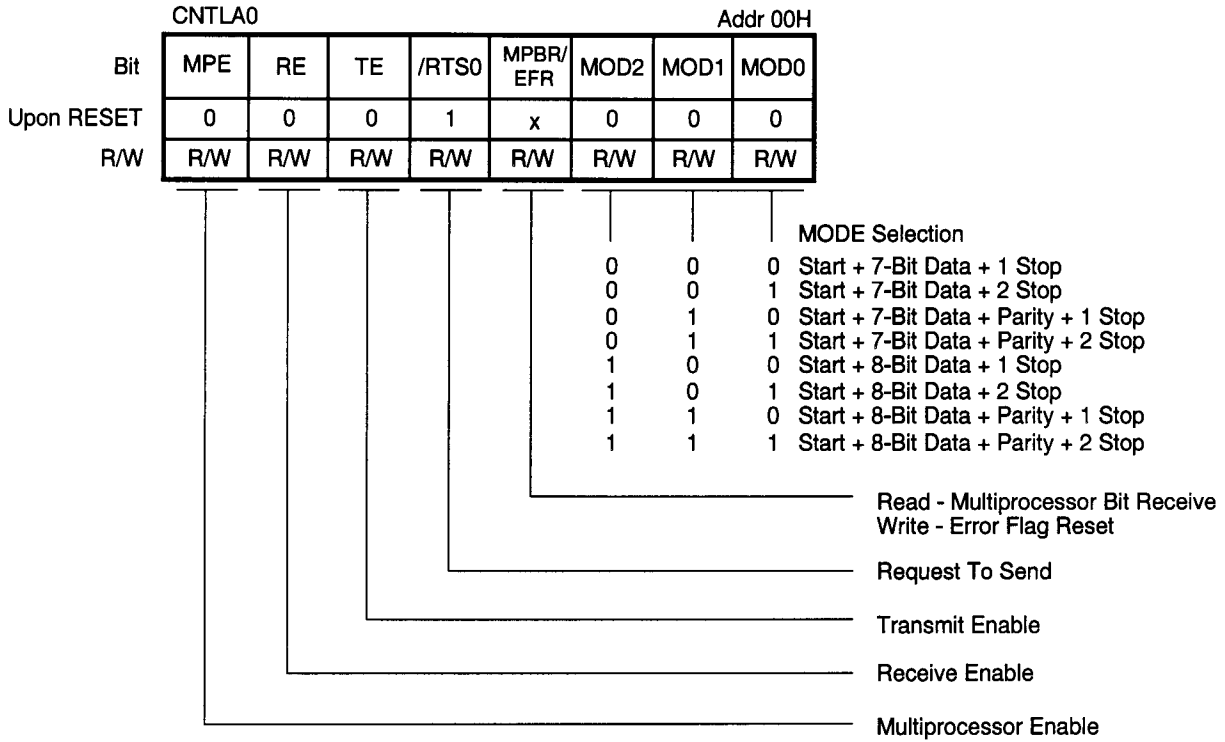 CNTLA0 Addr 00H
Bit MPE RE TE /RTS0 MPBR/EFR MOD2 MOD1 MOD0
Upon RESET 0 0 0 1 x 0 0 0
R/W R/W R/W R/W R/W R/W R/W R/W R/W
MODE Selection
0 0 0 Start + 7-Bit Data + 1 Stop
0 0 1 Start + 7-Bit Data + 2 Stop
0 1 0 Start + 7-Bit Data + Parity + 1 Stop
0 1 1 Start + 7-Bit Data + Parity + 2 Stop
1 0 0 Start + 8-Bit Data + 1 Stop
1 0 1 Start + 8-Bit Data + 2 Stop
1 1 0 Start + 8-Bit Data + Parity + 1 Stop
1 1 1 Start + 8-Bit Data + Parity + 2 Stop
Read - Multiprocessor Bit Receive
Write - Error Flag Reset
Request To Send
Transmit Enable
Receive Enable
Multiprocessor Enable